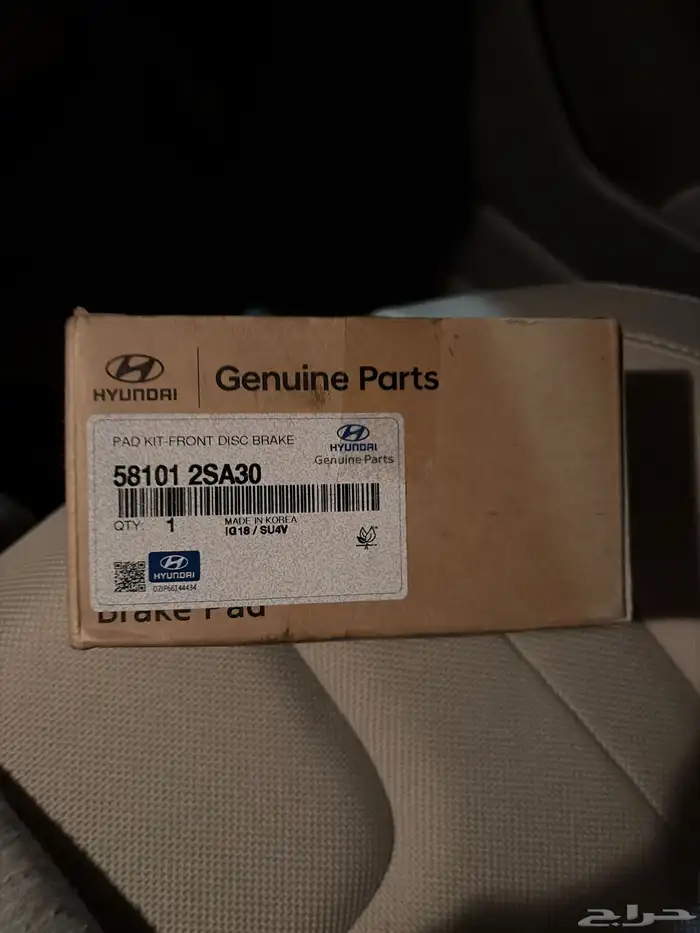 HYUNDAI
Genuine Parts
PAD KIT-FRONT DISC BRAKE
HYUNDAI
Genuine Parts
58101 2SA30
QTY: 1
MADE IN KOREA
IG18 / SU4V
HYUNDAI
DZIP66144434
Brake Pad
حراج